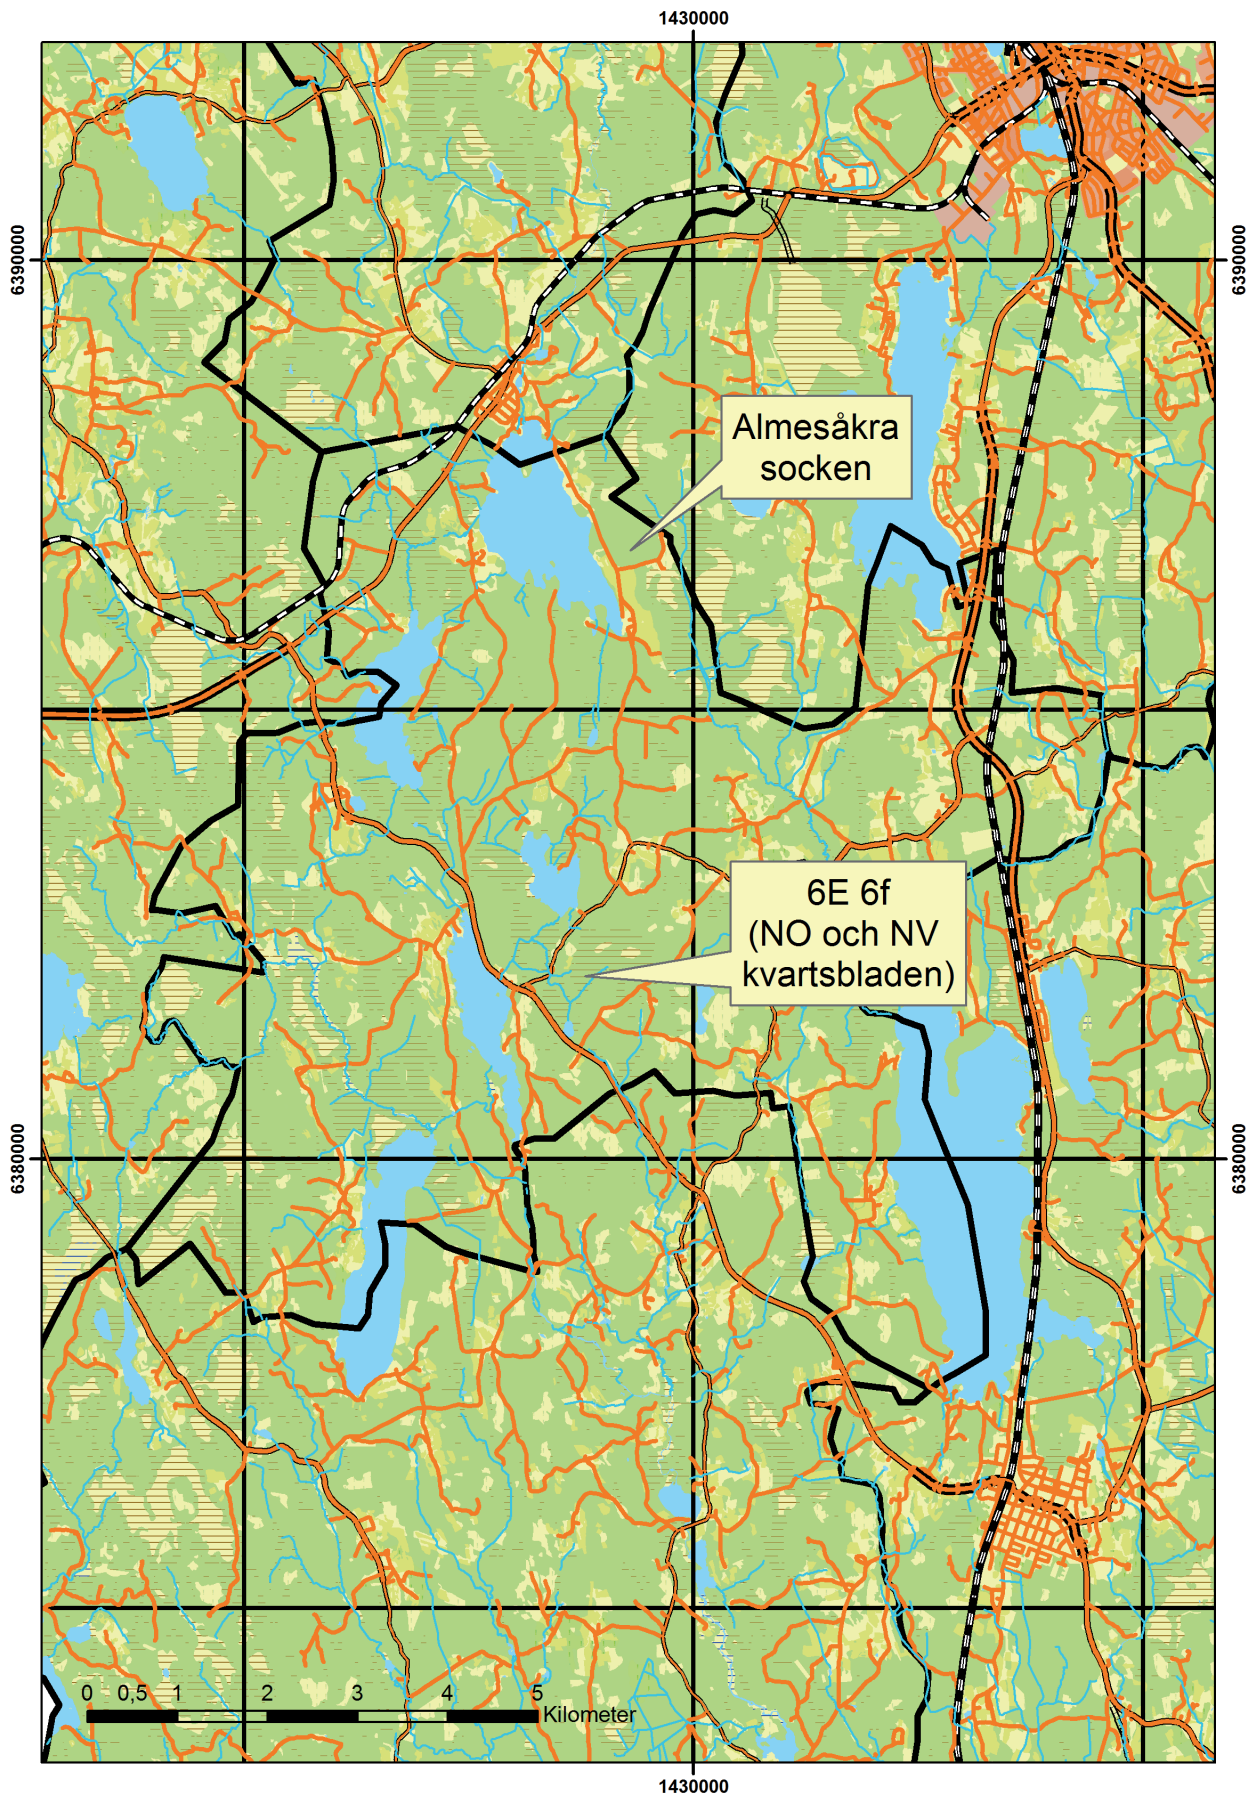 1430000
6390000
6390000
Almesåkra
socken
6E 6f
(NO och NV
kvartsbladen)
6380000
6380000
0 0,5 1 2 3 4 5
Kilometer
1430000